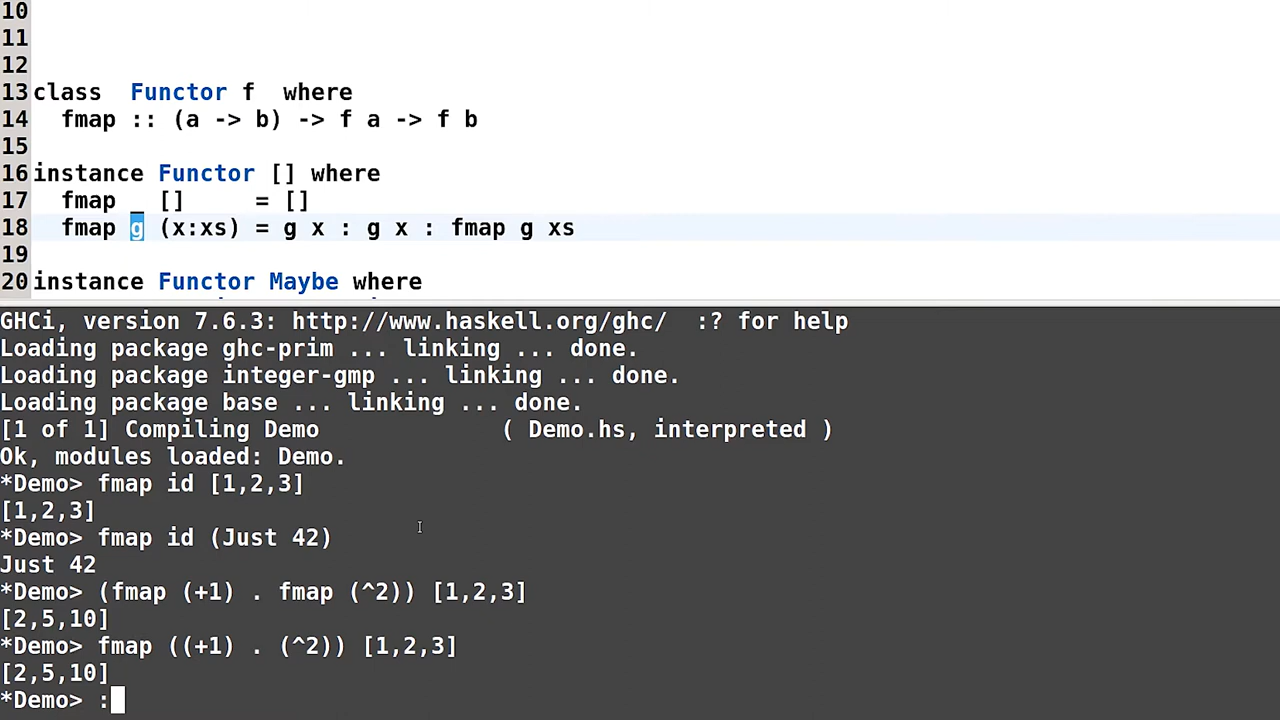 10
11
12
13 class  Functor f  where
14   fmap :: (a -> b) -> f a -> f b
15
16 instance Functor [] where
17   fmap _ []     = []
18   fmap g (x:xs) = g x : g x : fmap g xs
19
20 instance Functor Maybe where
GHCi, version 7.6.3: http://www.haskell.org/ghc/  :? for help
Loading package ghc-prim ... linking ... done.
Loading package integer-gmp ... linking ... done.
Loading package base ... linking ... done.
[1 of 1] Compiling Demo             ( Demo.hs, interpreted )
Ok, modules loaded: Demo.
*Demo> fmap id [1,2,3]
[1,2,3]
*Demo> fmap id (Just 42)
Just 42
*Demo> (fmap (+1) . fmap (^2)) [1,2,3]
[2,5,10]
*Demo> fmap ((+1) . (^2)) [1,2,3]
[2,5,10]
*Demo> :